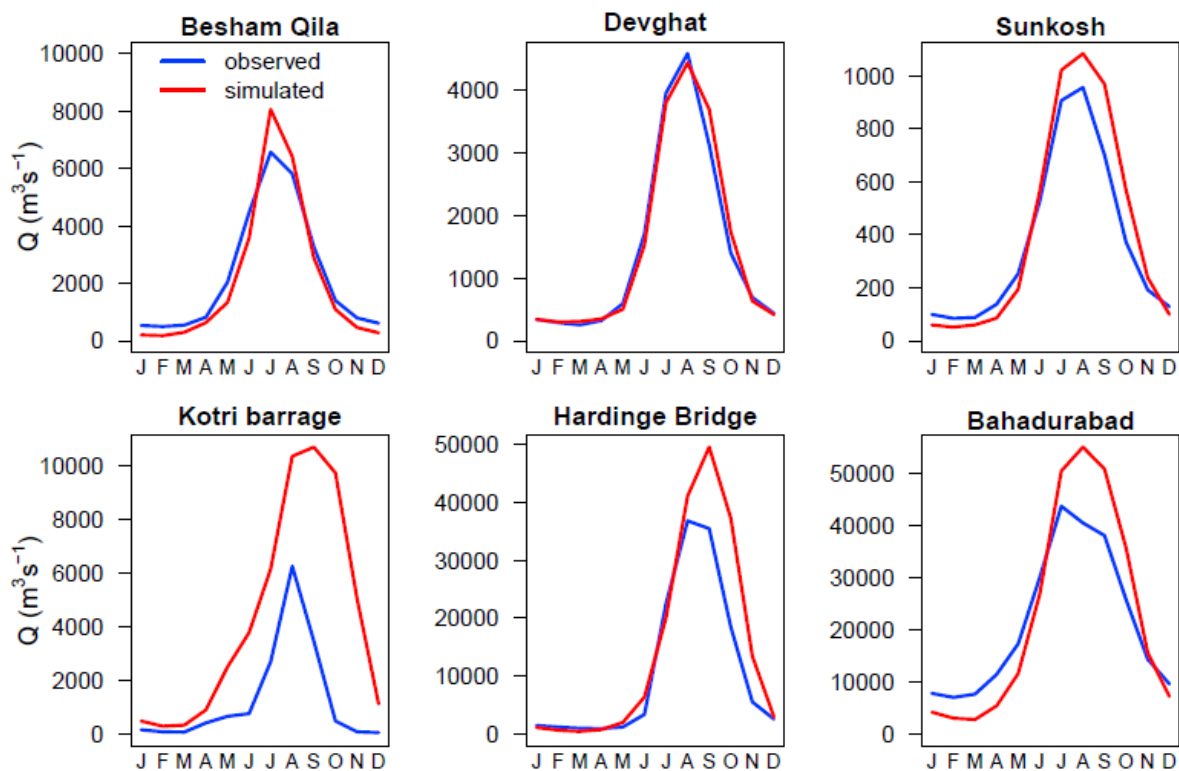 Besham Qila
Devghat
Sunkosh
Q (m³s⁻¹)
10000
8000
6000
4000
2000
0
observed
simulated
J F M A M J J A S O N D
4000
3000
2000
1000
0
J F M A M J J A S O N D
1000
800
600
400
200
0
J F M A M J J A S O N D
Kotri barrage
Hardinge Bridge
Bahadurabad
Q (m³s⁻¹)
10000
8000
6000
4000
2000
0
J F M A M J J A S O N D
50000
40000
30000
20000
10000
0
J F M A M J J A S O N D
50000
40000
30000
20000
10000
0
J F M A M J J A S O N D